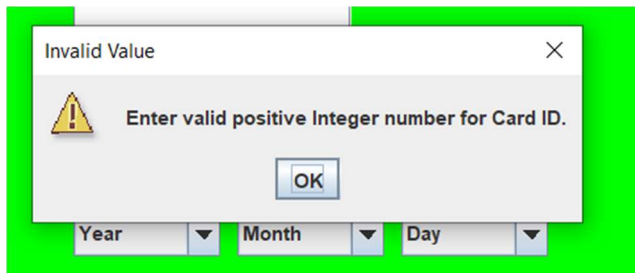 Invalid Value
Enter valid positive Integer number for Card ID.
OK
Year Month Day